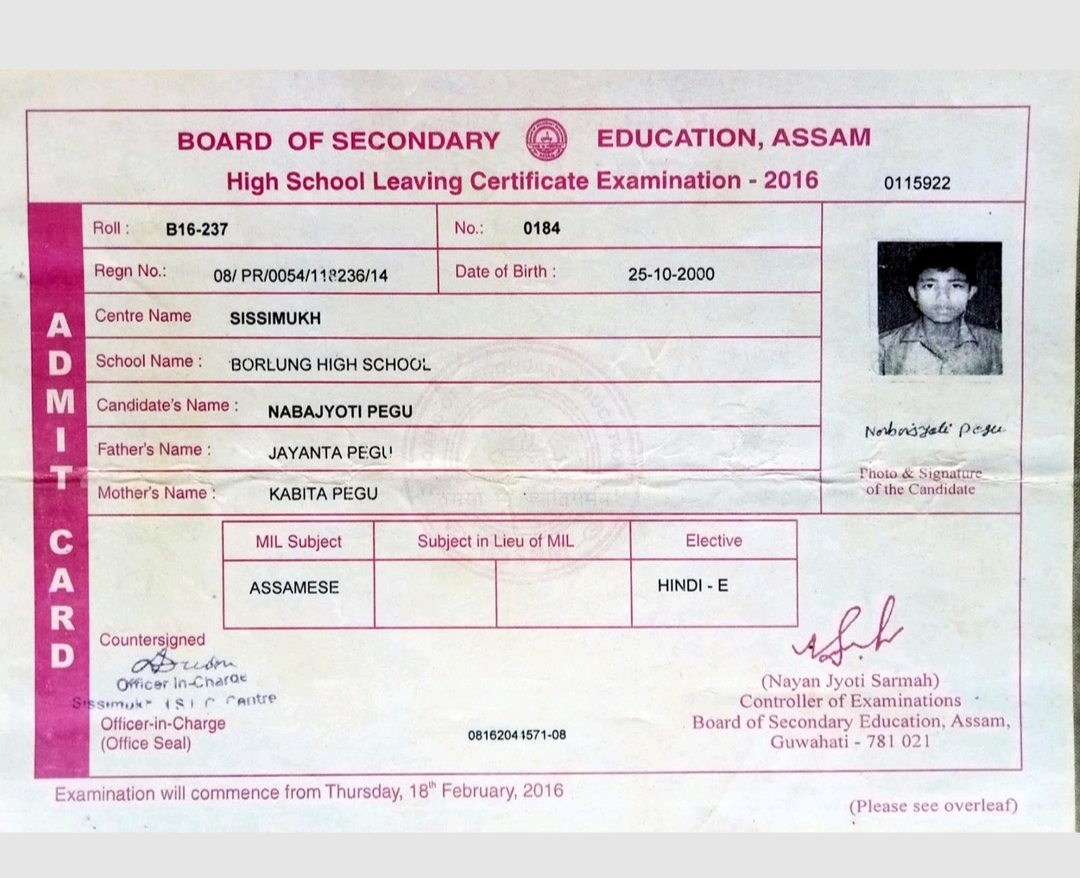 BOARD OF SECONDARY EDUCATION, ASSAM
High School Leaving Certificate Examination - 2016
0115922
ADMIT CARD
Roll : B16-237
No.: 0184
Regn No.: 08/ PR/0054/118236/14
Date of Birth : 25-10-2000
Centre Name SISSIMUKH
School Name : BORLUNG HIGH SCHOOL
Candidate's Name : NABAJYOTI PEGU
Father's Name : JAYANTA PEGU
Mother's Name : KABITA PEGU
Nabajyoti Pegu
Photo & Signature
of the Candidate
MIL Subject Subject in Lieu of MIL Elective
ASSAMESE HINDI - E
Countersigned
Officer In-Charge
Centre
Officer-in-Charge
(Office Seal)
08162041571-08
(Nayan Jyoti Sarmah)
Controller of Examinations
Board of Secondary Education, Assam,
Guwahati - 781 021
Examination will commence from Thursday, 18th February, 2016
(Please see overleaf)